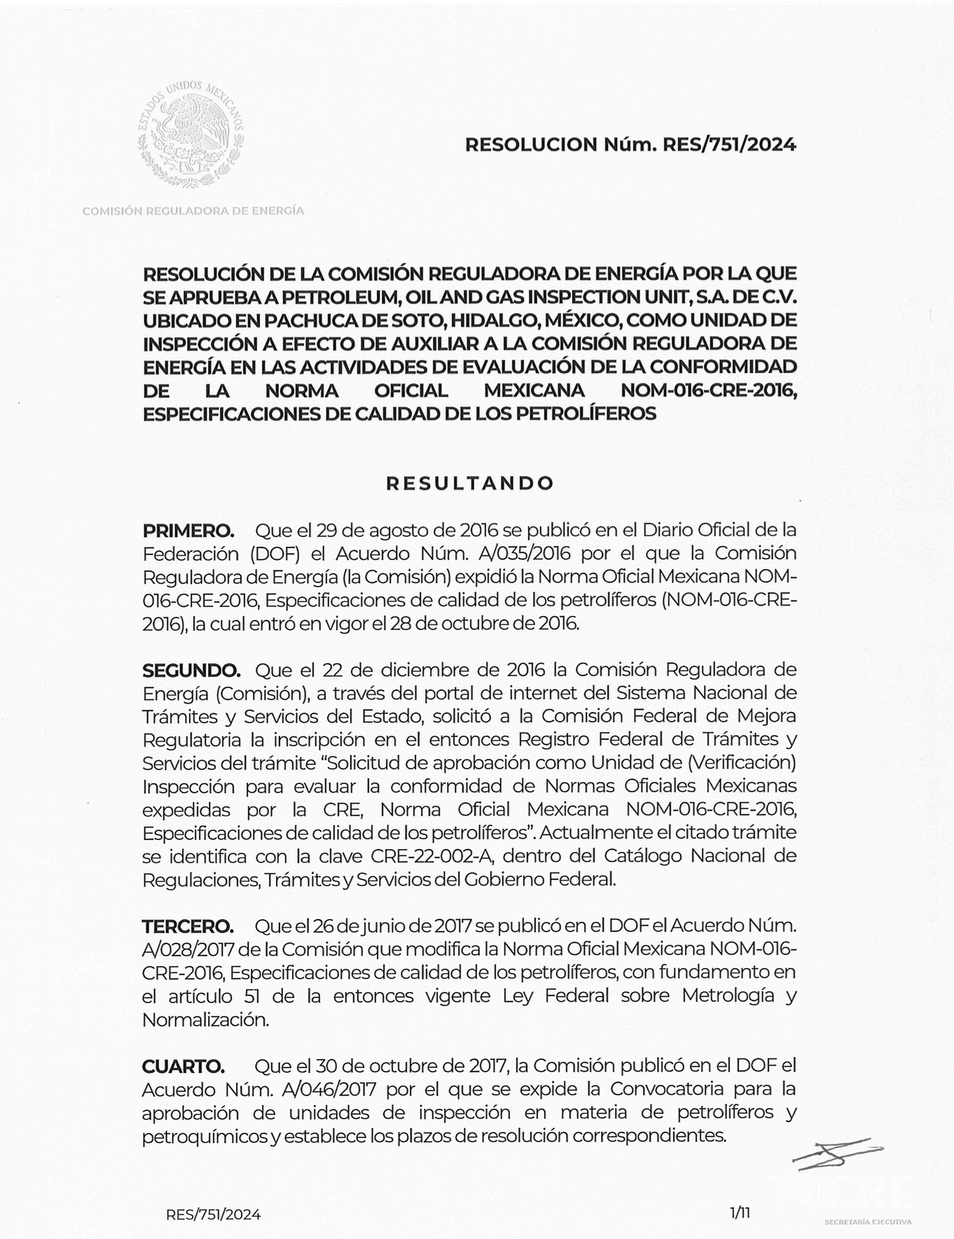 ESTADOS UNIDOS MEXICANOS
RESOLUCION Núm. RES/751/2024
COMISIÓN REGULADORA DE ENERGÍA
RESOLUCIÓN DE LA COMISIÓN REGULADORA DE ENERGÍA POR LA QUE
SE APRUEBA A PETROLEUM, OIL AND GAS INSPECTION UNIT, S.A. DE C.V.
UBICADO EN PACHUCA DE SOTO, HIDALGO, MÉXICO, COMO UNIDAD DE
INSPECCIÓN A EFECTO DE AUXILIAR A LA COMISIÓN REGULADORA DE
ENERGÍA EN LAS ACTIVIDADES DE EVALUACIÓN DE LA CONFORMIDAD
DE LA NORMA OFICIAL MEXICANA NOM-016-CRE-2016,
ESPECIFICACIONES DE CALIDAD DE LOS PETROLÍFEROS
RESULTANDO
PRIMERO. Que el 29 de agosto de 2016 se publicó en el Diario Oficial de la
Federación (DOF) el Acuerdo Núm. A/035/2016 por el que la Comisión
Reguladora de Energía (la Comisión) expidió la Norma Oficial Mexicana NOM-
016-CRE-2016, Especificaciones de calidad de los petrolíferos (NOM-016-CRE-
2016), la cual entró en vigor el 28 de octubre de 2016.
SEGUNDO. Que el 22 de diciembre de 2016 la Comisión Reguladora de
Energía (Comisión), a través del portal de internet del Sistema Nacional de
Trámites y Servicios del Estado, solicitó a la Comisión Federal de Mejora
Regulatoria la inscripción en el entonces Registro Federal de Trámites y
Servicios del trámite "Solicitud de aprobación como Unidad de (Verificación)
Inspección para evaluar la conformidad de Normas Oficiales Mexicanas
expedidas por la CRE, Norma Oficial Mexicana NOM-016-CRE-2016,
Especificaciones de calidad de los petrolíferos". Actualmente el citado trámite
se identifica con la clave CRE-22-002-A, dentro del Catálogo Nacional de
Regulaciones, Trámites y Servicios del Gobierno Federal.
TERCERO. Que el 26 de junio de 2017 se publicó en el DOF el Acuerdo Núm.
A/028/2017 de la Comisión que modifica la Norma Oficial Mexicana NOM-016-
CRE-2016, Especificaciones de calidad de los petrolíferos, con fundamento en
el artículo 51 de la entonces vigente Ley Federal sobre Metrología y
Normalización.
CUARTO. Que el 30 de octubre de 2017, la Comisión publicó en el DOF el
Acuerdo Núm. A/046/2017 por el que se expide la Convocatoria para la
aprobación de unidades de inspección en materia de petrolíferos y
petroquímicos y establece los plazos de resolución correspondientes.
RES/751/2024
1/11
CRE
SECRETARÍA EJECUTIVA